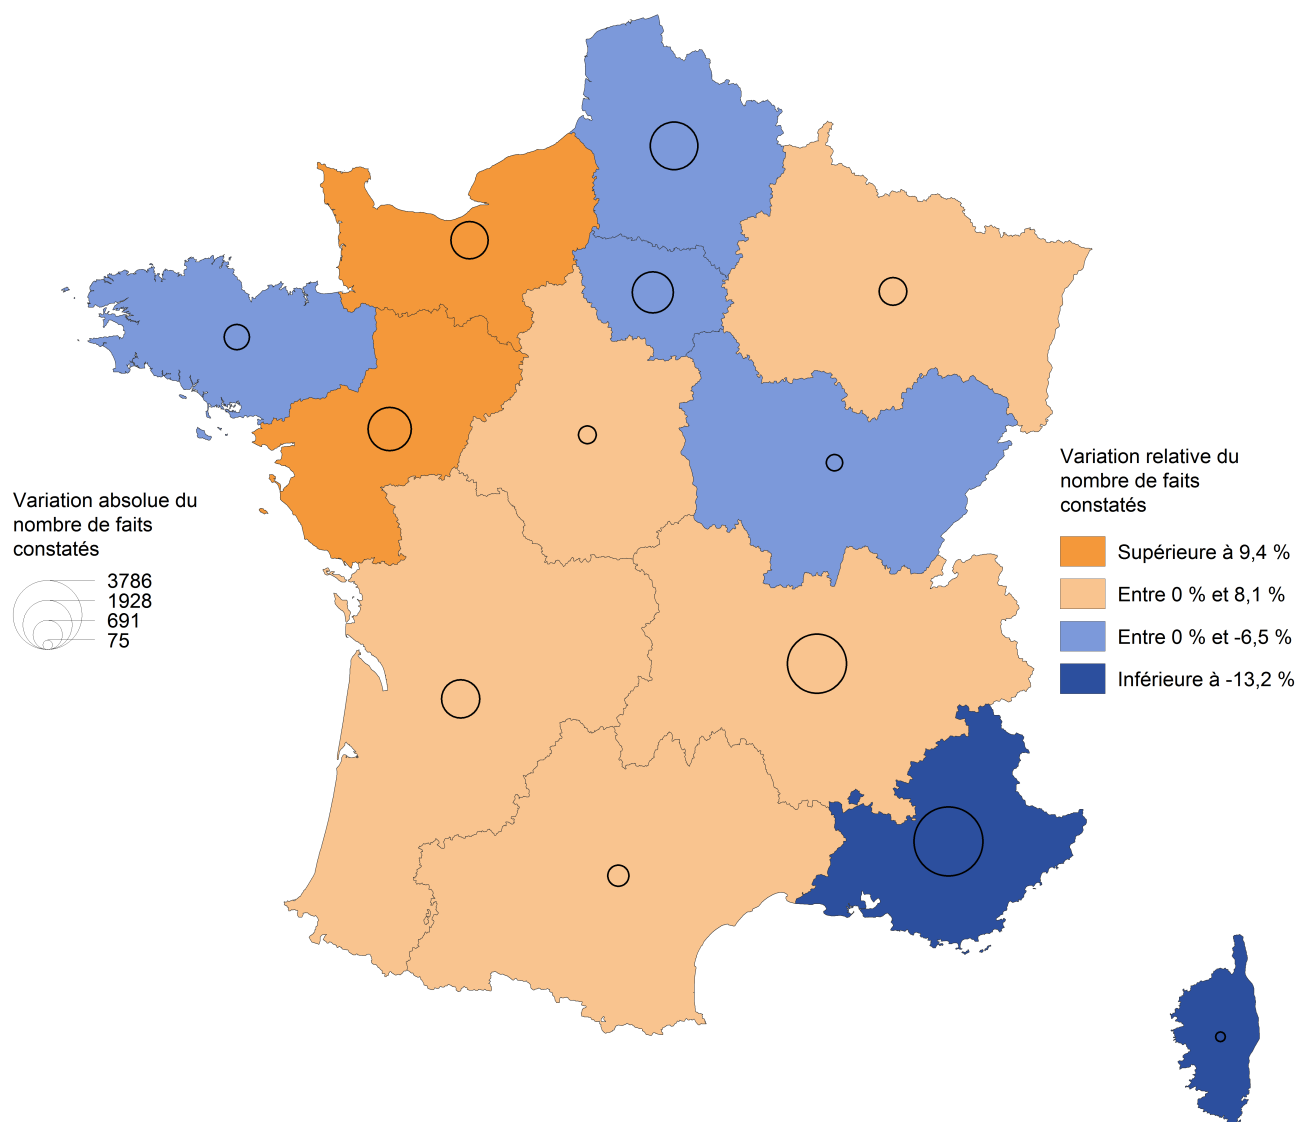 Variation absolue du
nombre de faits
constatés
3786
1928
691
75
Variation relative du
nombre de faits
constatés
Supérieure à 9,4 %
Entre 0 % et 8,1 %
Entre 0 % et -6,5 %
Inférieure à -13,2 %